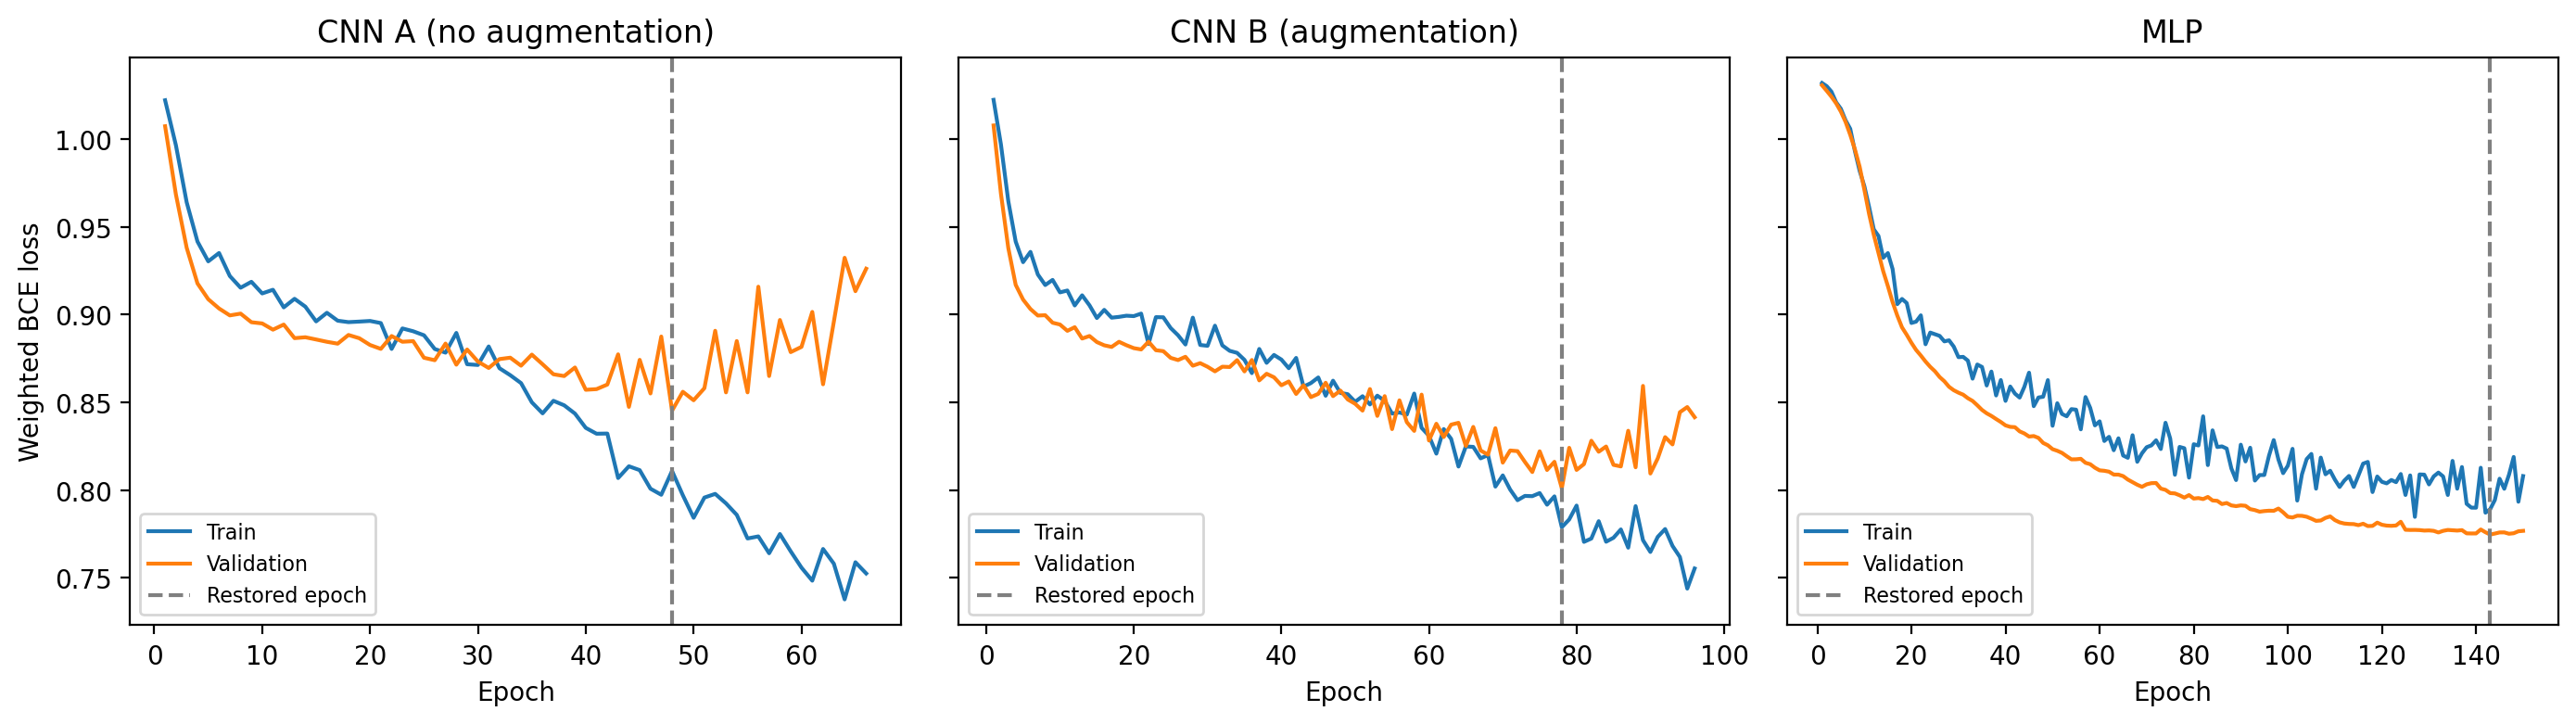 CNN A (no augmentation)
Weighted BCE loss
1.00
0.95
0.90
0.85
0.80
0.75
Train
Validation
Restored epoch
0 10 20 30 40 50 60
Epoch
CNN B (augmentation)
Train
Validation
Restored epoch
0 20 40 60 80 100
Epoch
MLP
Train
Validation
Restored epoch
0 20 40 60 80 100 120 140
Epoch